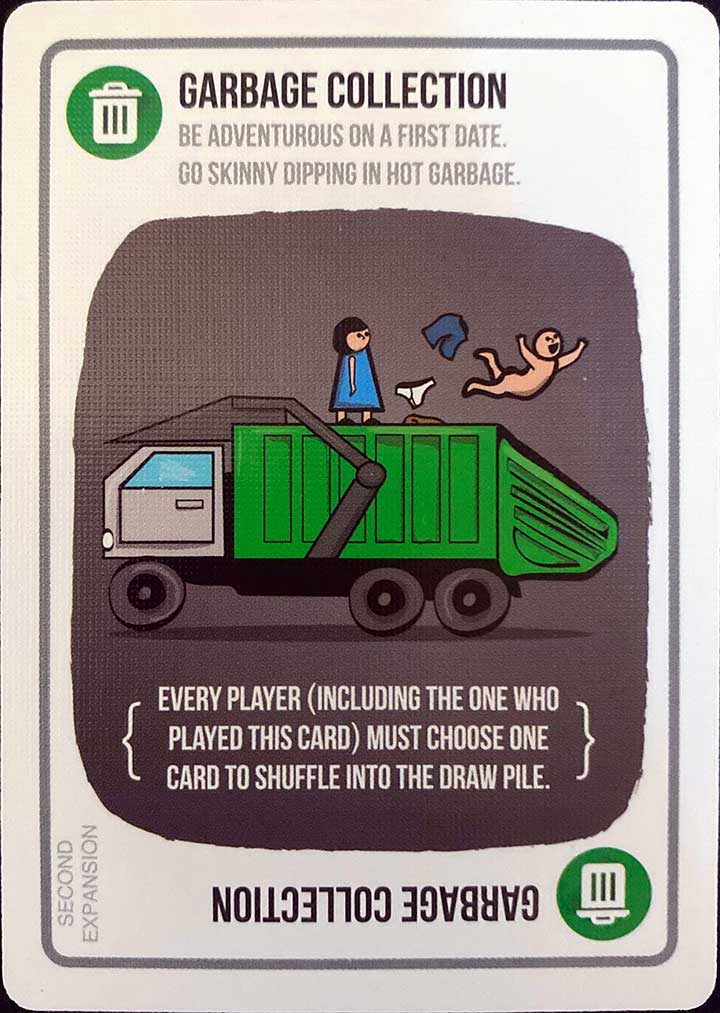 GARBAGE COLLECTION
BE ADVENTUROUS ON A FIRST DATE.
GO SKINNY DIPPING IN HOT GARBAGE.
EVERY PLAYER (INCLUDING THE ONE WHO
PLAYED THIS CARD) MUST CHOOSE ONE
CARD TO SHUFFLE INTO THE DRAW PILE.
SECOND
EXPANSION
GARBAGE COLLECTION